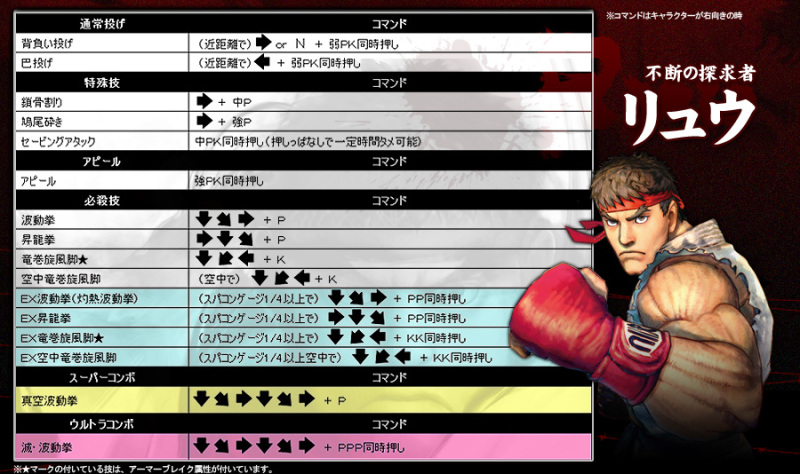 ※コマンドはキャラクターが右向きの時
不断の探求者
リュウ
通常投げ コマンド
背負い投げ (近距離で) ➡ or N + 弱PK同時押し
巴投げ (近距離で) ⬅ + 弱PK同時押し
特殊技 コマンド
鎖骨割り ➡ + 中P
鳩尾砕き ➡ + 強P
セービングアタック 中PK同時押し(押しっぱなしで一定時間タメ可能)
アピール コマンド
アピール 強PK同時押し
必殺技 コマンド
波動拳 ⬇↘➡ + P
昇龍拳 ➡⬇↘ + P
竜巻旋風脚★ ⬇↙⬅ + K
空中竜巻旋風脚 (空中で) ⬇↙⬅ + K
EX波動拳(灼熱波動拳) (スパコンゲージ1/4以上で) ⬇↘➡ + PP同時押し
EX昇龍拳 (スパコンゲージ1/4以上で) ➡⬇↘ + PP同時押し
EX竜巻旋風脚★ (スパコンゲージ1/4以上で) ⬇↙⬅ + KK同時押し
EX空中竜巻旋風脚 (スパコンゲージ1/4以上空中で) ⬇↙⬅ + KK同時押し
スーパーコンボ コマンド
真空波動拳 ⬇↘➡⬇↘➡ + P
ウルトラコンボ コマンド
滅・波動拳 ⬇↘➡⬇↘➡ + PPP同時押し
※★マークの付いている技は、アーマーブレイク属性が付いています。